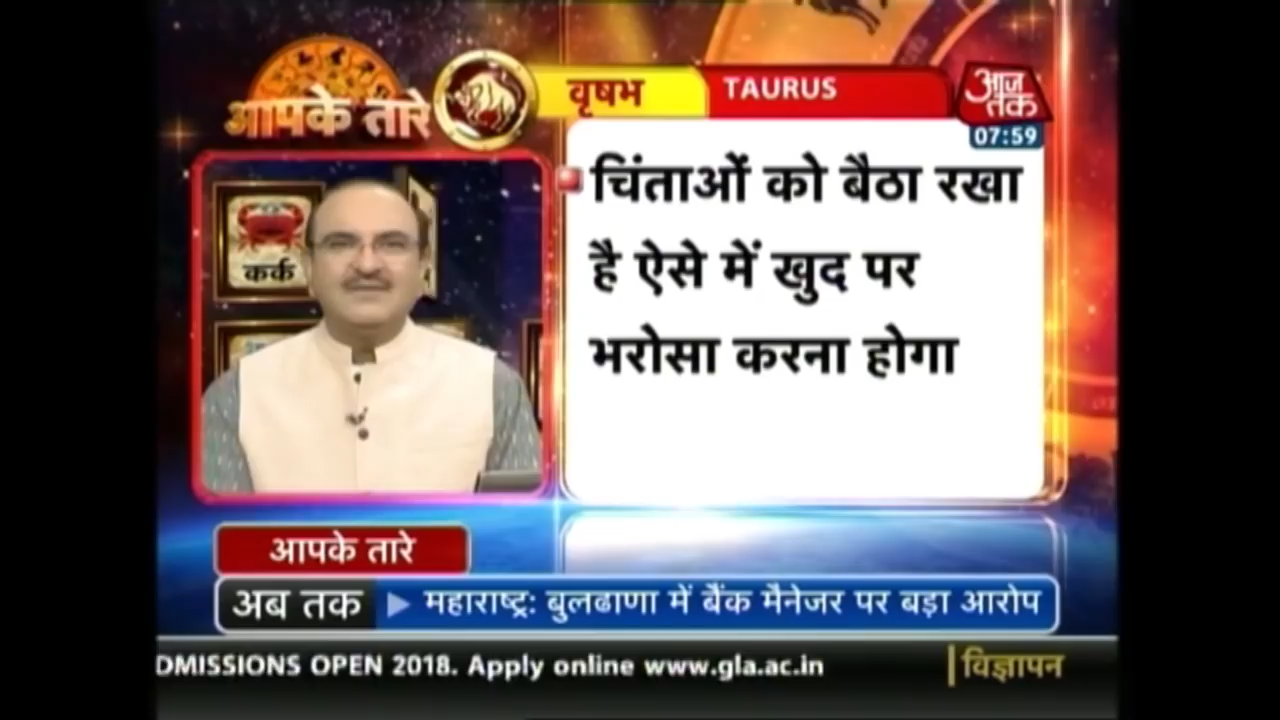 आपके तारे
वृषभ
TAURUS
आज तक
07:59
चिंताओं को बैठा रखा
है ऐसे में खुद पर
भरोसा करना होगा
कर्क
आपके तारे
अब तक
महाराष्ट्र: बुलढाणा में बैंक मैनेजर पर बड़ा आरोप
DMISSIONS OPEN 2018. Apply online www.gla.ac.in
विज्ञापन